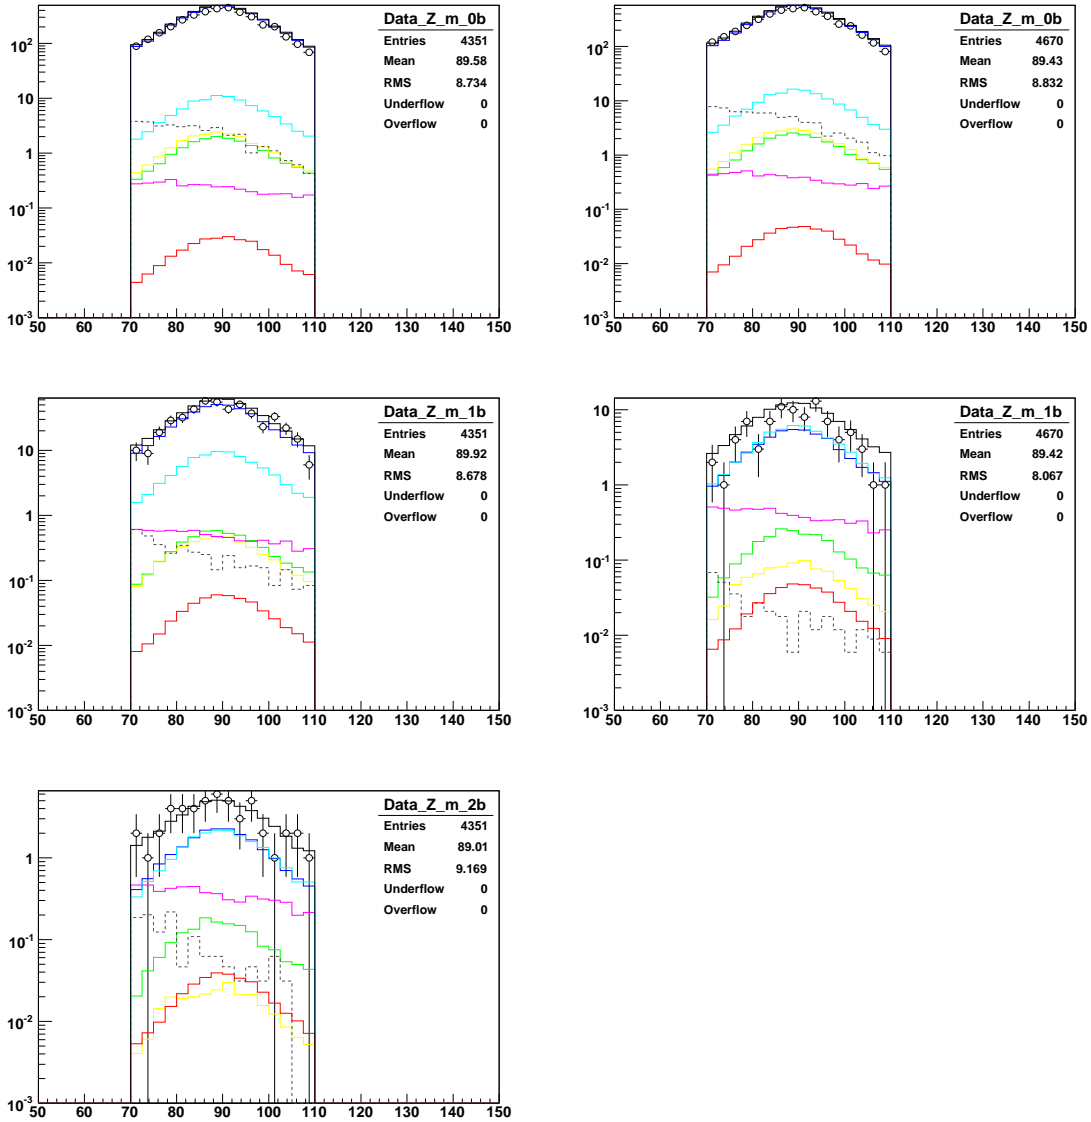 Data_Z_m_0b
Entries 4351
Mean 89.58
RMS 8.734
Underflow 0
Overflow 0
10^2
10
1
10^-1
10^-2
10^-3
50 60 70 80 90 100 110 120 130 140 150
Data_Z_m_0b
Entries 4670
Mean 89.43
RMS 8.832
Underflow 0
Overflow 0
10^2
10
1
10^-1
10^-2
10^-3
50 60 70 80 90 100 110 120 130 140 150
Data_Z_m_1b
Entries 4351
Mean 89.92
RMS 8.678
Underflow 0
Overflow 0
10
1
10^-1
10^-2
10^-3
50 60 70 80 90 100 110 120 130 140 150
Data_Z_m_1b
Entries 4670
Mean 89.42
RMS 8.067
Underflow 0
Overflow 0
10
1
10^-1
10^-2
10^-3
50 60 70 80 90 100 110 120 130 140 150
Data_Z_m_2b
Entries 4351
Mean 89.01
RMS 9.169
Underflow 0
Overflow 0
1
10^-1
10^-2
10^-3
50 60 70 80 90 100 110 120 130 140 150